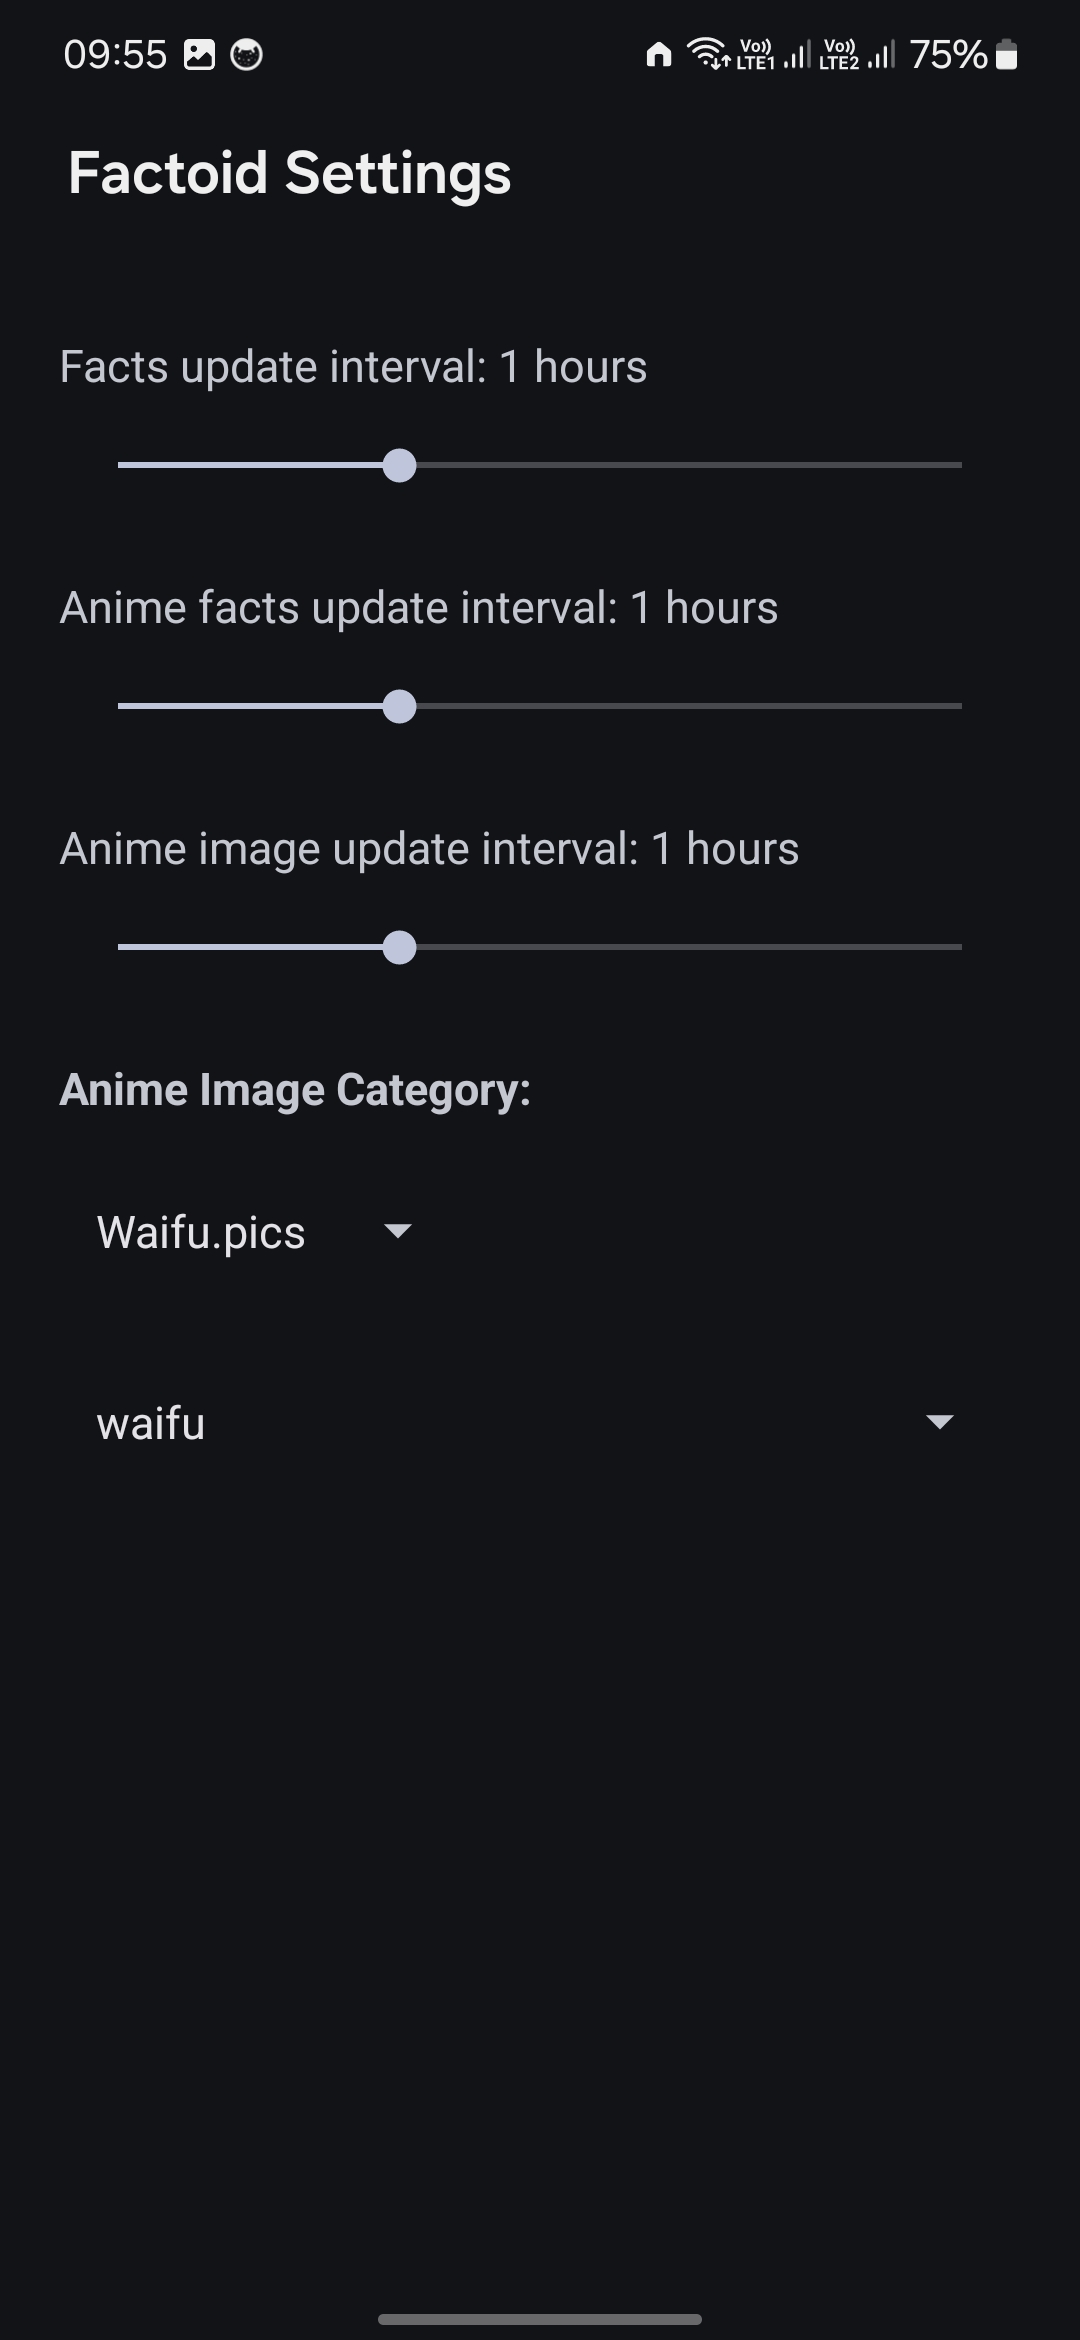 09:55 Vo)) LTE1 Vo)) LTE2 75%
Factoid Settings
Facts update interval: 1 hours
Anime facts update interval: 1 hours
Anime image update interval: 1 hours
Anime Image Category:
Waifu.pics
waifu